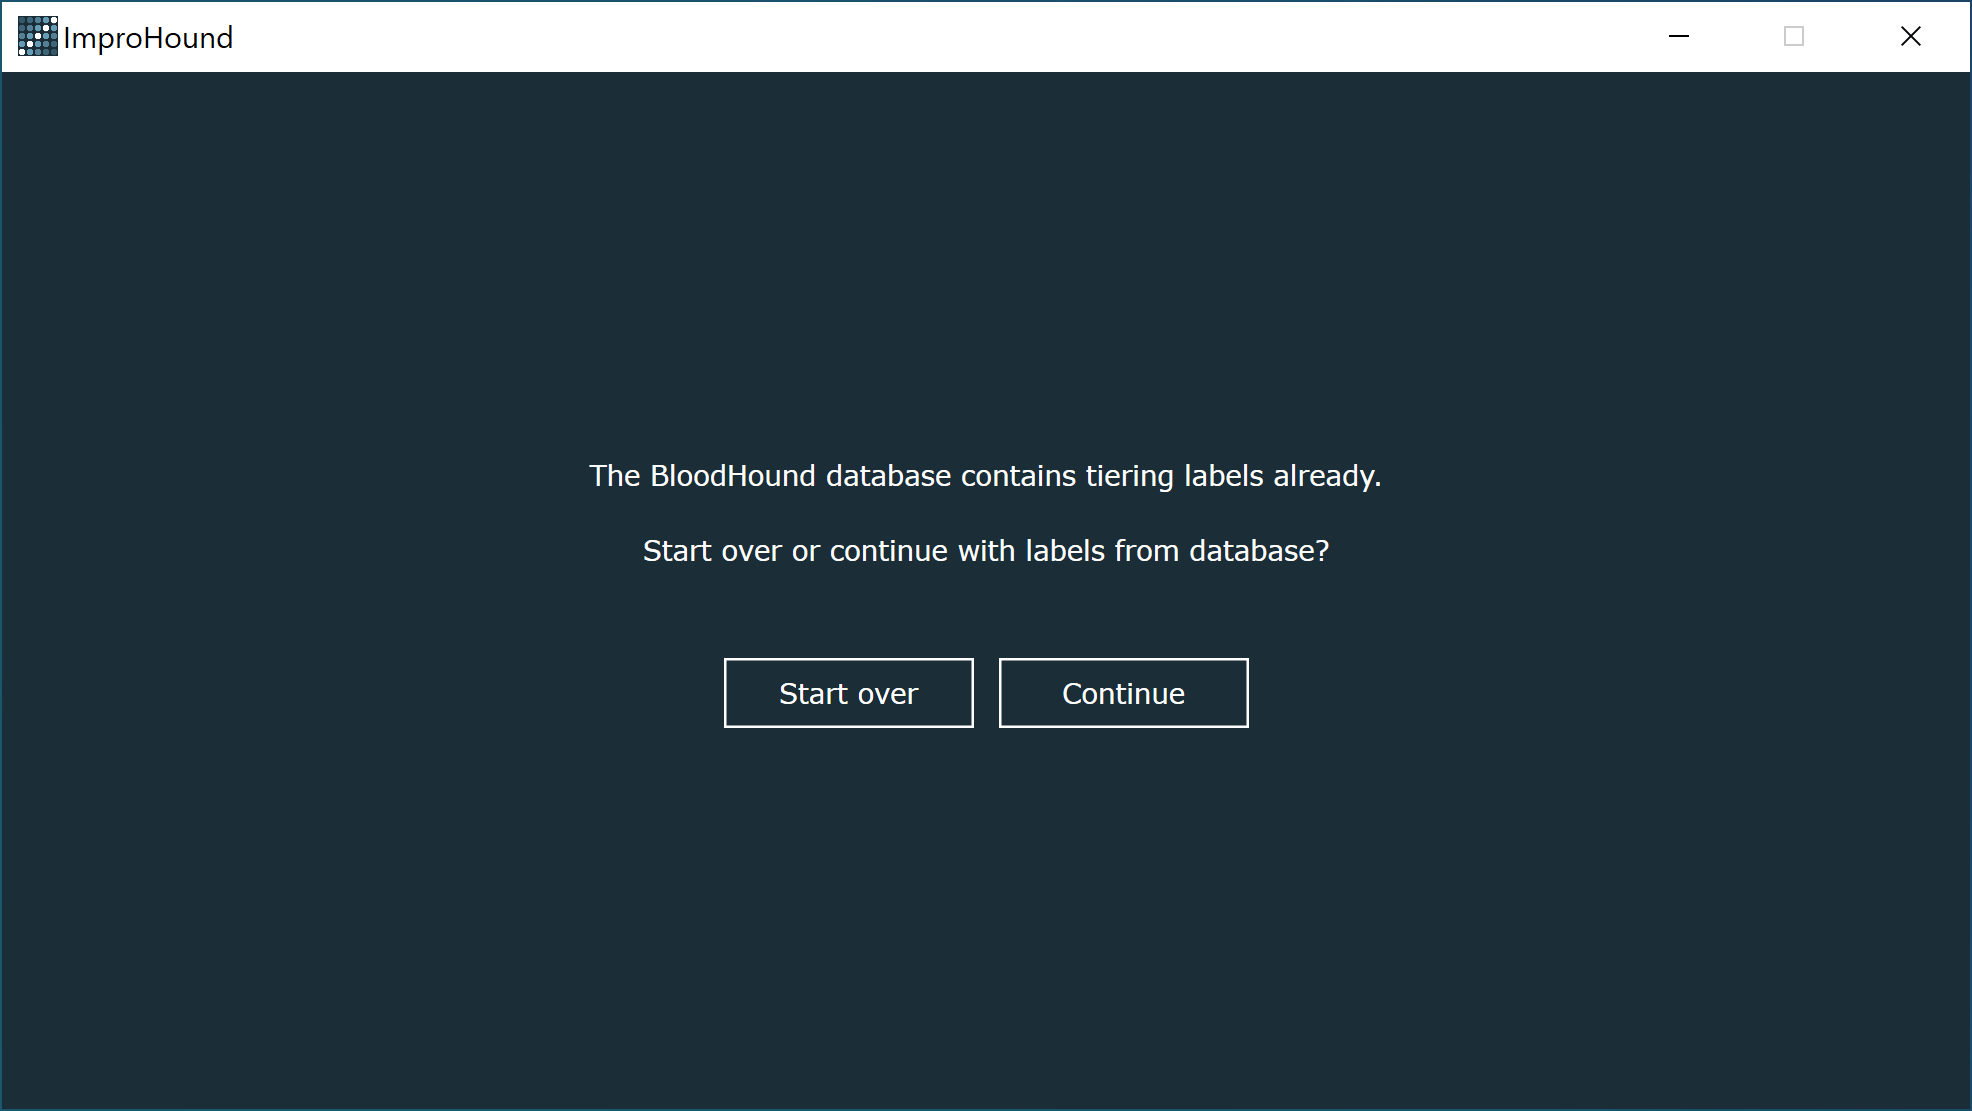 ImproHound
The BloodHound database contains tiering labels already.
Start over or continue with labels from database?
Start over
Continue